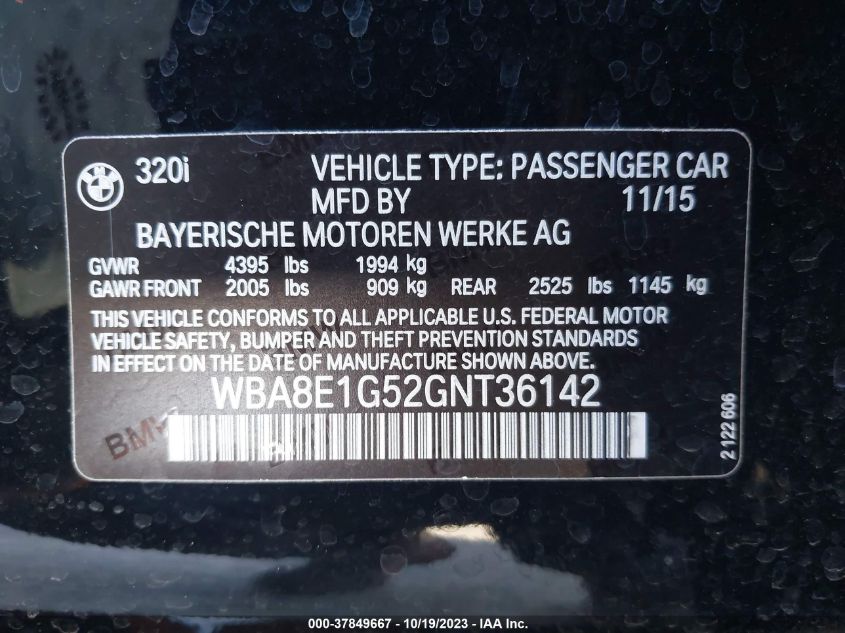 320i VEHICLE TYPE: PASSENGER CAR
MFD BY 11/15
BAYERISCHE MOTOREN WERKE AG
GVWR 4395 lbs 1994 kg
GAWR FRONT 2005 lbs 909 kg REAR 2525 lbs 1145 kg
THIS VEHICLE CONFORMS TO ALL APPLICABLE U.S. FEDERAL MOTOR
VEHICLE SAFETY, BUMPER AND THEFT PREVENTION STANDARDS
IN EFFECT ON THE DATE OF MANUFACTURE SHOWN ABOVE.
WBA8E1G52GNT36142
BMW
2 122 606
000-37849667 - 10/19/2023 - IAA Inc.